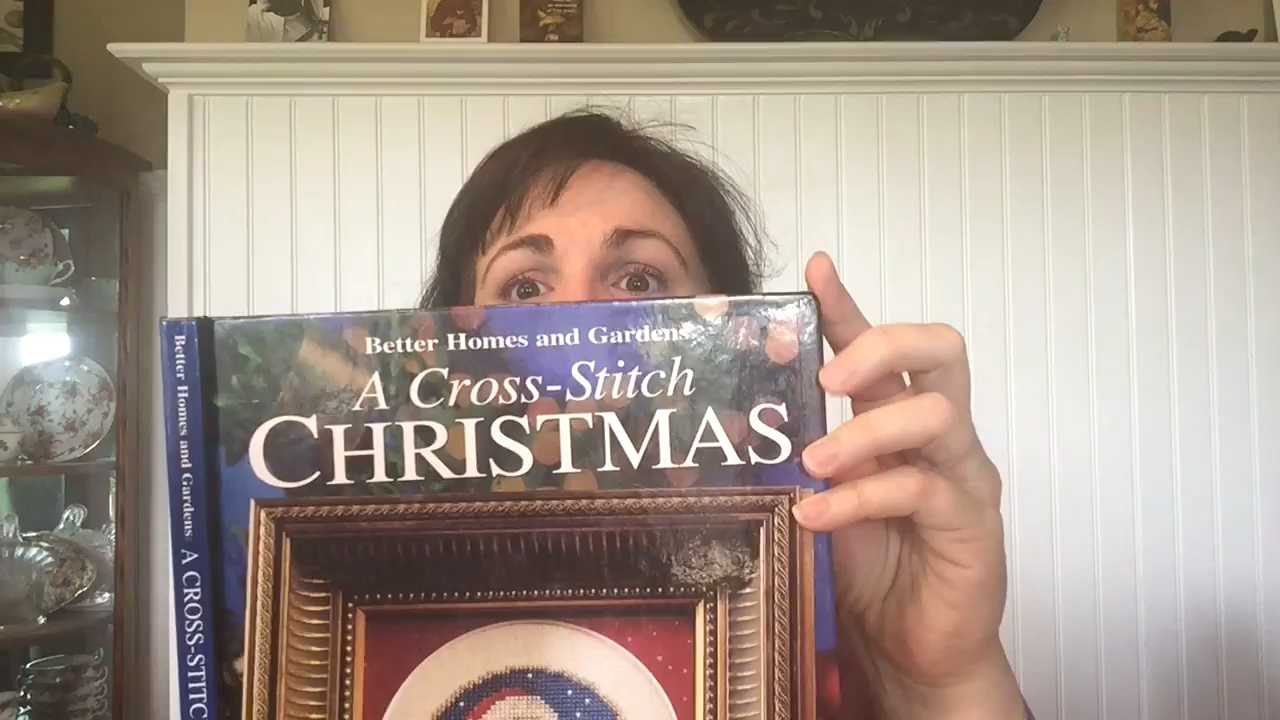 Better Homes and Gardens
A Cross-Stitch
CHRISTMAS
Better Homes and Gardens A CROSS-STITC